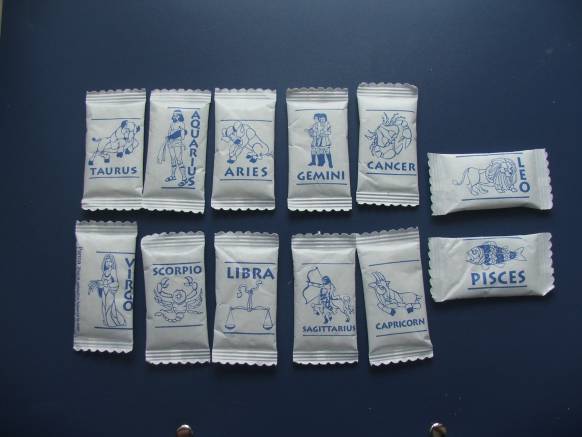 TAURUS
AQUARIUS
ARIES
GEMINI
CANCER
LEO
VIRGO
SCORPIO
LIBRA
SAGITTARIUS
CAPRICORN
PISCES